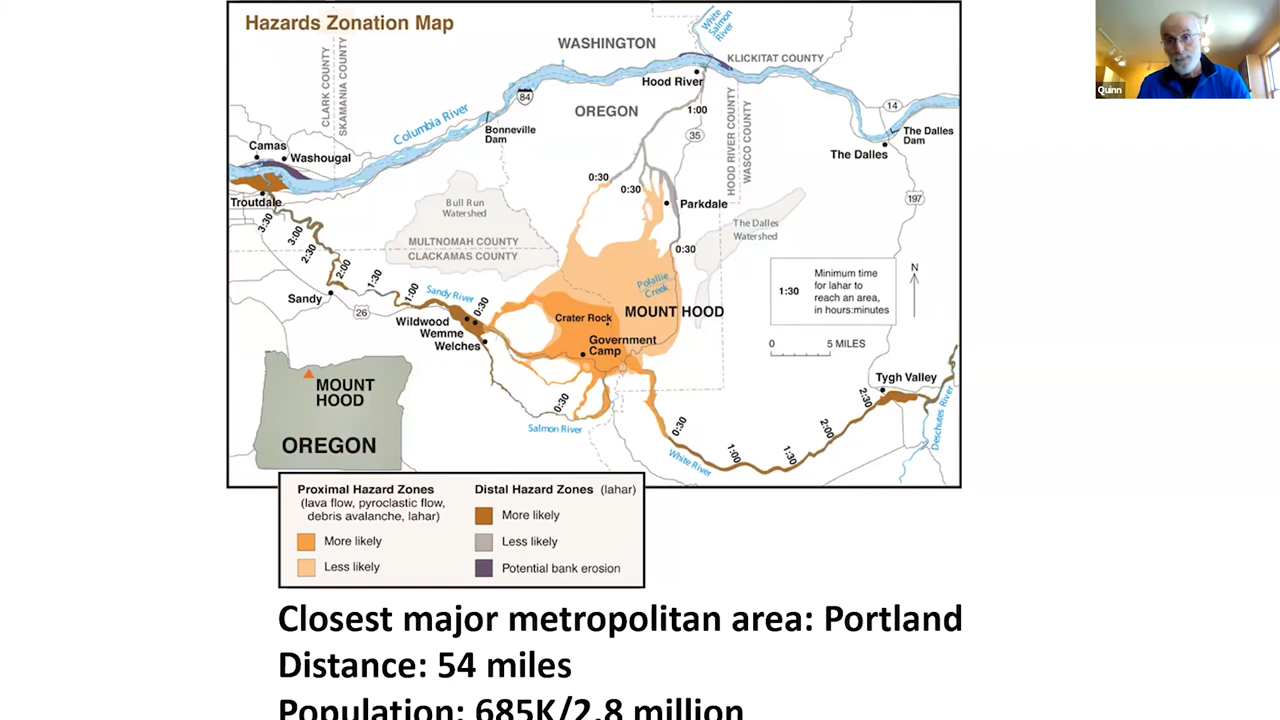 Hazards Zonation Map
White
Salmon
River
WASHINGTON
KLICKITAT COUNTY
CLARK COUNTY
SKAMANIA COUNTY
Hood River
84
OREGON
1:00
14
Columbia River
Bonneville
Dam
35
HOOD RIVER COUNTY
WASCO COUNTY
The Dalles
Dam
The Dalles
Camas
Washougal
Troutdale
0:30
0:30
Parkdale
197
Bull Run
Watershed
The Dalles
Watershed
3:30
3:00
2:30
2:00
1:30
1:00
0:30
MULTNOMAH COUNTY
CLACKAMAS COUNTY
0:30
Polallie
Creek
1:30
Minimum time
for lahar to
reach an area,
in hours:minutes
N
Sandy
26
Sandy River
Crater Rock
MOUNT HOOD
Wildwood
Wemme
Welches
Government
Camp
0 5 MILES
MOUNT
HOOD
OREGON
0:30
Salmon River
0:30
White River
1:00
1:30
2:00
2:30
Tygh Valley
Deschutes River
Proximal Hazard Zones
(lava flow, pyroclastic flow,
debris avalanche, lahar)
More likely
Less likely
Distal Hazard Zones (lahar)
More likely
Less likely
Potential bank erosion
Closest major metropolitan area: Portland
Distance: 54 miles
Population: 685K/2.8 million
Quinn